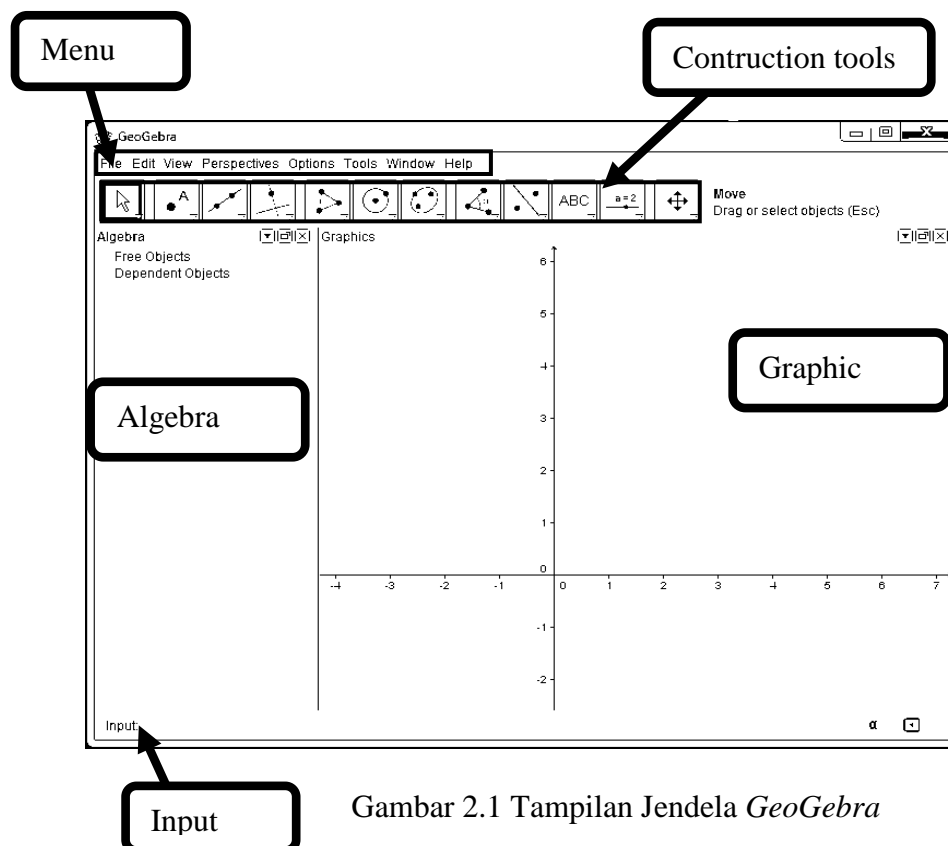 Menu
Contruction tools
GeoGebra
File Edit View Perspectives Options Tools Window Help
A
ABC
a=2
Move
Drag or select objects (Esc)
Algebra
Graphics
Free Objects
Dependent Objects
6
5
4
3
2
1
0
-4 -3 -2 -1 0 1 2 3 4 5 6 7
-1
-2
Graphic
Algebra
Input:
α
Input
Gambar 2.1 Tampilan Jendela GeoGebra